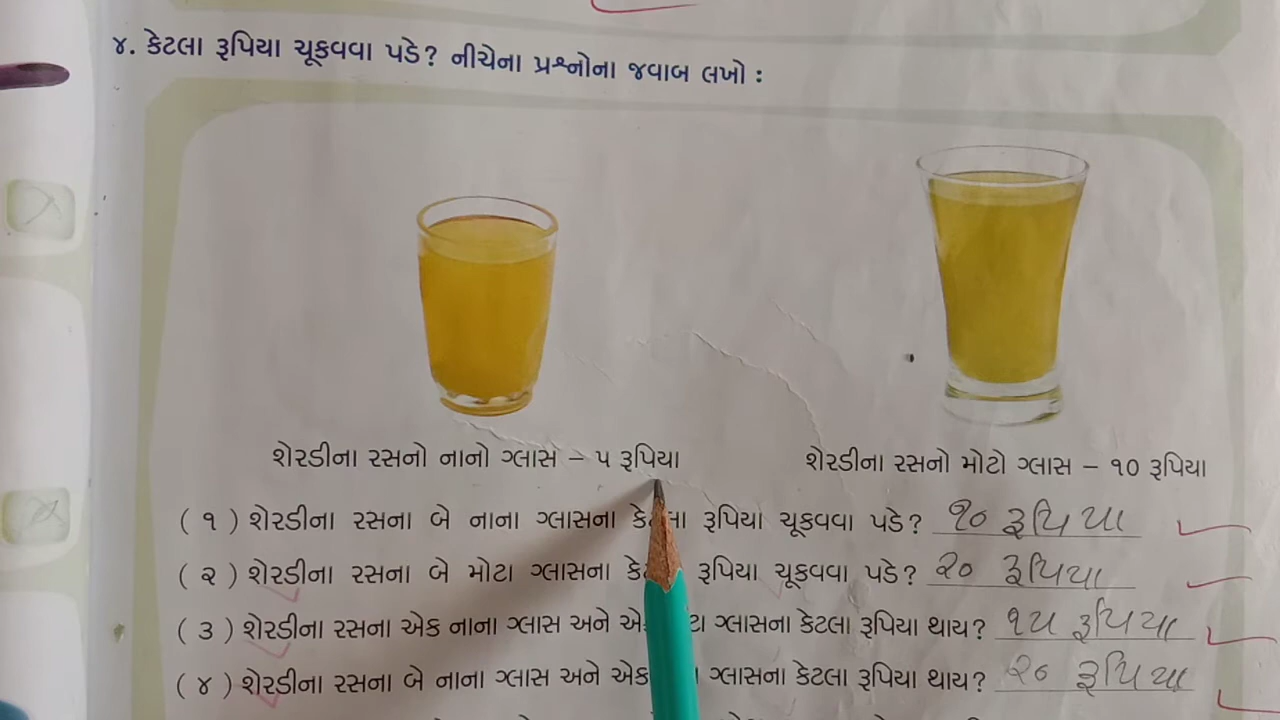 ૪. કેટલા રૂપિયા ચૂકવવા પડે? નીચેના પ્રશ્નોના જવાબ લખો :
શેરડીના રસનો નાનો ગ્લાસ – ૫ રૂપિયા
શેરડીના રસનો મોટો ગ્લાસ – ૧૦ રૂપિયા
( ૧ ) શેરડીના રસના બે નાના ગ્લાસના રૂપિયા ચૂકવવા પડે? ૧૦ રૂપિયા
( ૨ ) શેરડીના રસના બે મોટા ગ્લાસના રૂપિયા ચૂકવવા પડે? ૨૦ રૂપિયા
( ૩ ) શેરડીના રસના એક નાના ગ્લાસ અને ગ્લાસના કેટલા રૂપિયા થાય? ૧૫ રૂપિયા
( ૪ ) શેરડીના રસના બે નાના ગ્લાસ અને એક ગ્લાસના કેટલા રૂપિયા થાય? ૨૦ રૂપિયા